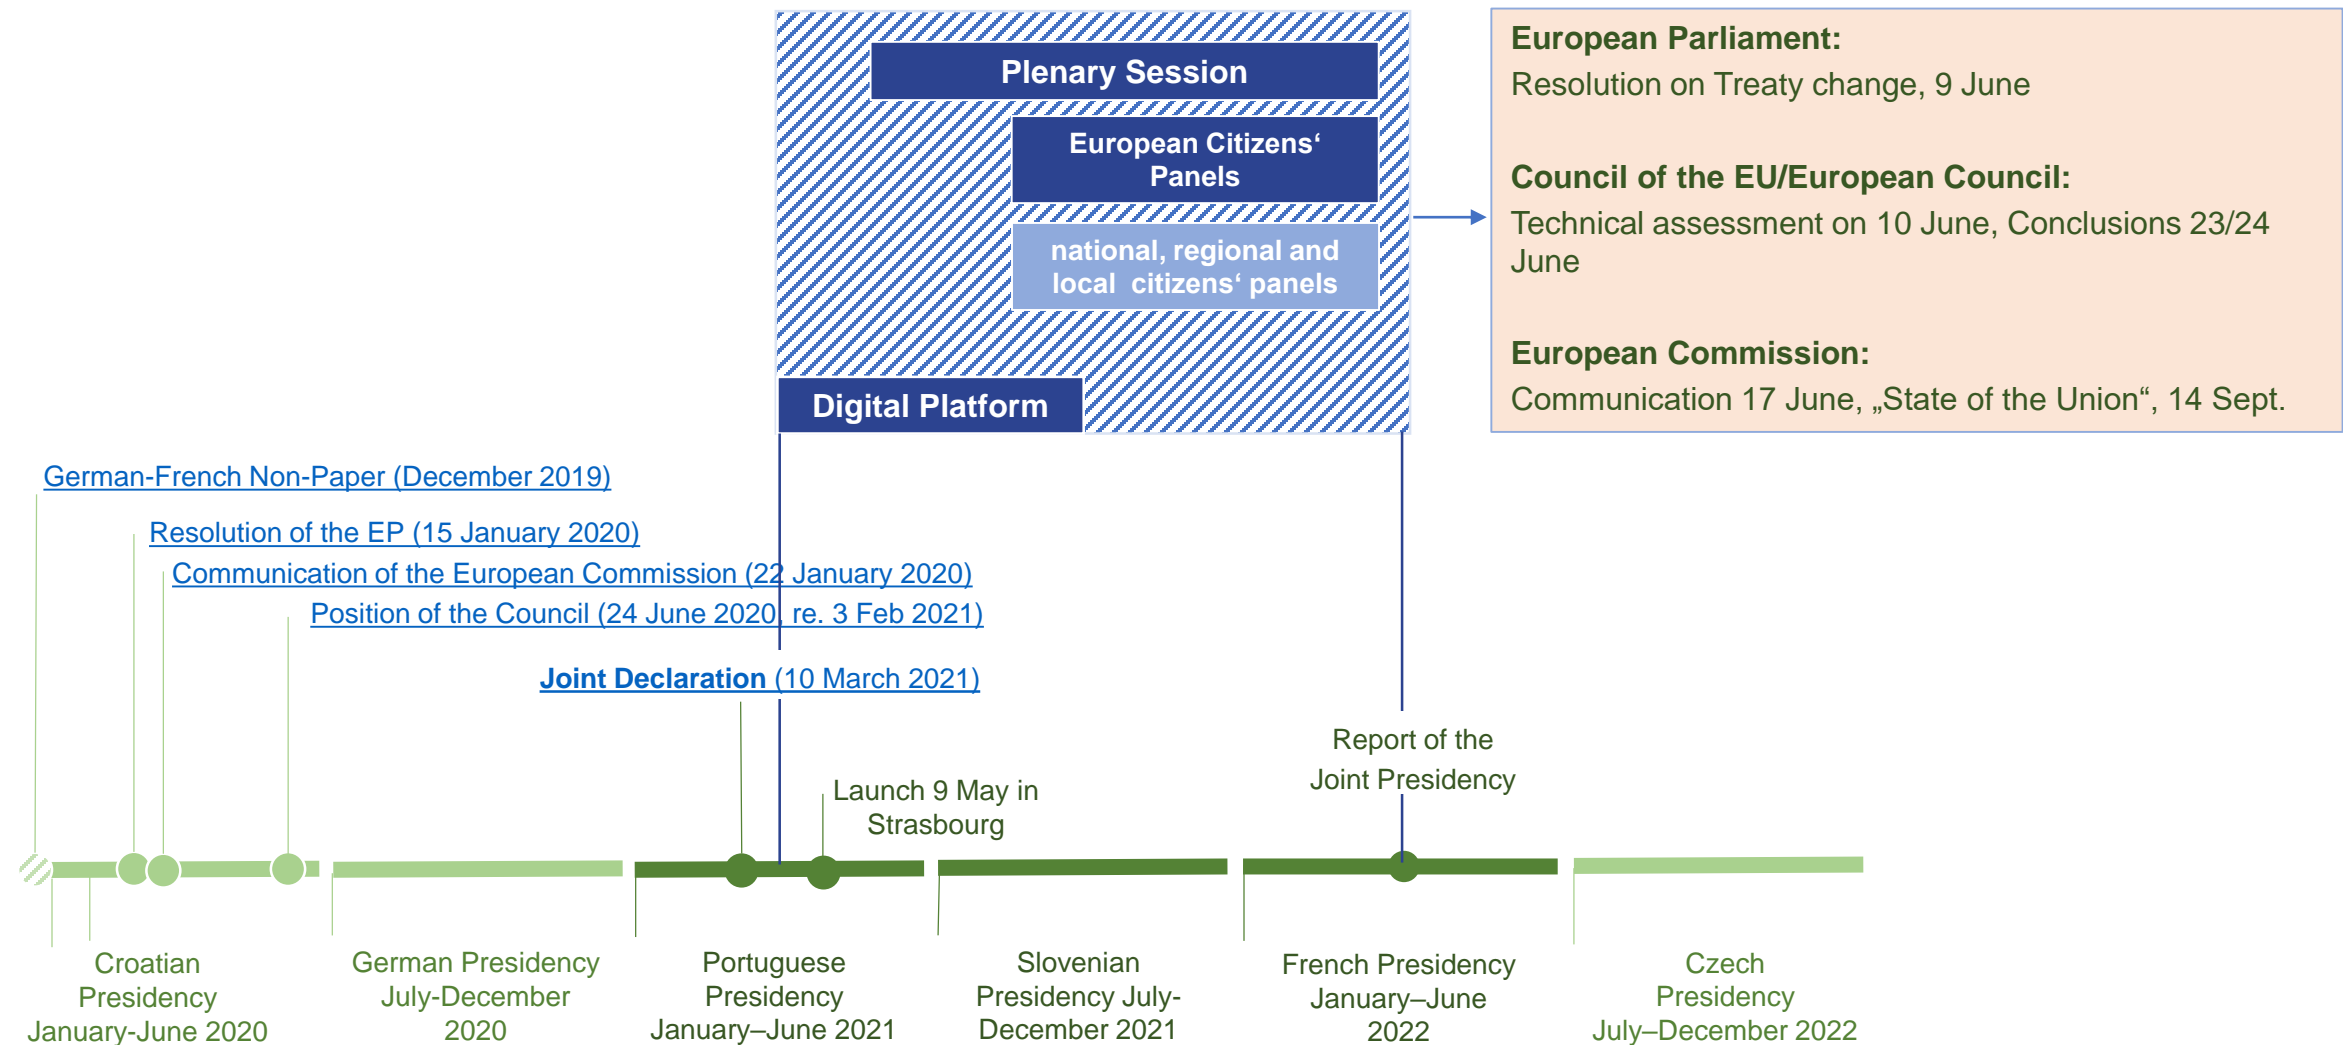 Plenary Session
European Citizens‘
Panels
national, regional and
local  citizens‘ panels
Digital Platform
European Parliament:
Resolution on Treaty change, 9 June
Council of the EU/European Council:
Technical assessment on 10 June, Conclusions 23/24
June
European Commission:
Communication 17 June, „State of the Union“, 14 Sept.
German-French Non-Paper (December 2019)
Resolution of the EP (15 January 2020)
Communication of the European Commission (22 January 2020)
Position of the Council (24 June 2020, re. 3 Feb 2021)
Joint Declaration (10 March 2021)
Launch 9 May in
Strasbourg
Report of the
Joint Presidency
Croatian
Presidency
January-June 2020
German Presidency
July-December
2020
Portuguese
Presidency
January–June 2021
Slovenian
Presidency July-
December 2021
French Presidency
January–June
2022
Czech
Presidency
July–December 2022